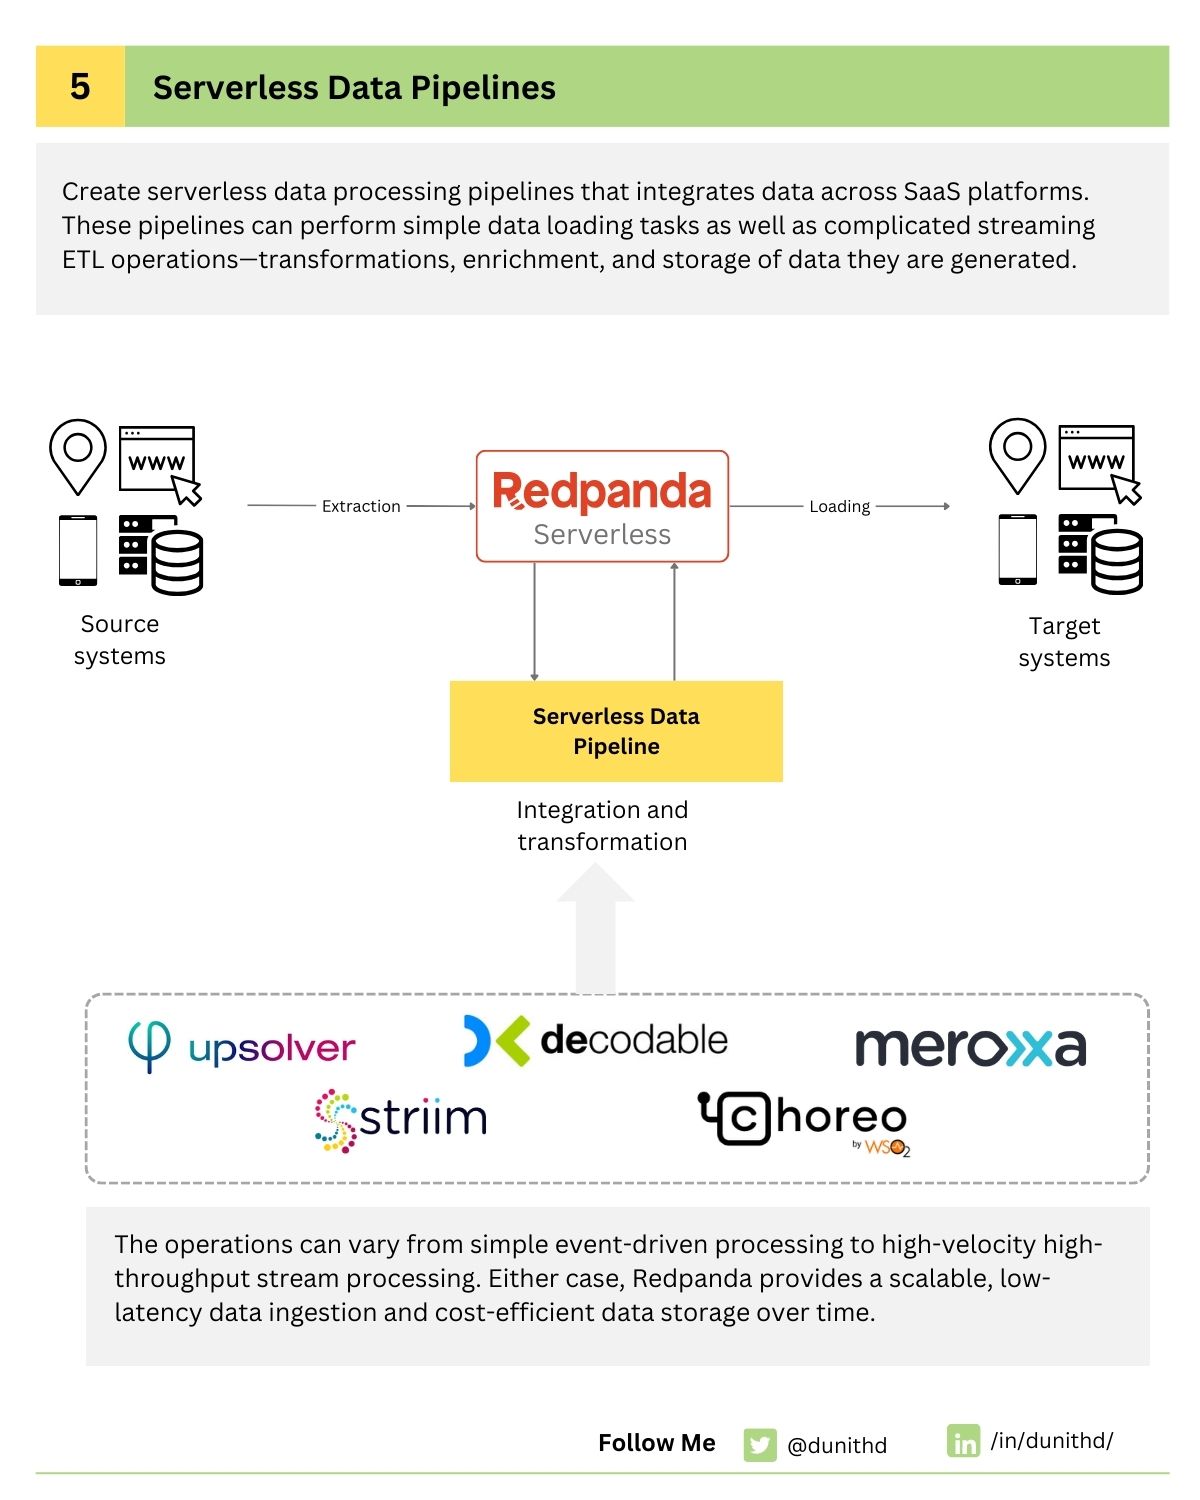 5
Serverless Data Pipelines
Create serverless data processing pipelines that integrates data across SaaS platforms.
These pipelines can perform simple data loading tasks as well as complicated streaming
ETL operations—transformations, enrichment, and storage of data they are generated.
WWW
WWW
Extraction
Redpanda
Serverless
Loading
Source
systems
Target
systems
Serverless Data
Pipeline
Integration and
transformation
upsolver
decodable
meroxa
striim
choreo
by WSO2
The operations can vary from simple event-driven processing to high-velocity high-
throughput stream processing. Either case, Redpanda provides a scalable, low-
latency data ingestion and cost-efficient data storage over time.
Follow Me
@dunithd
in
/in/dunithd/